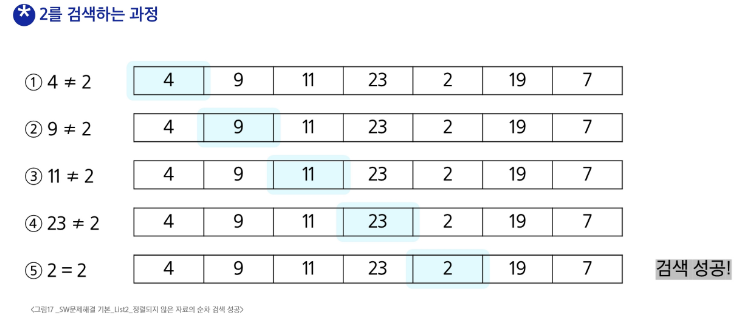 * 2를 검색하는 과정
① 4 ≠ 2 4 9 11 23 2 19 7
② 9 ≠ 2 4 9 11 23 2 19 7
③ 11 ≠ 2 4 9 11 23 2 19 7
④ 23 ≠ 2 4 9 11 23 2 19 7
⑤ 2 = 2 4 9 11 23 2 19 7 검색 성공!
<그림17 _SW문제해결 기본_List2_정렬되지 않은 자료의 순차 검색 성공>